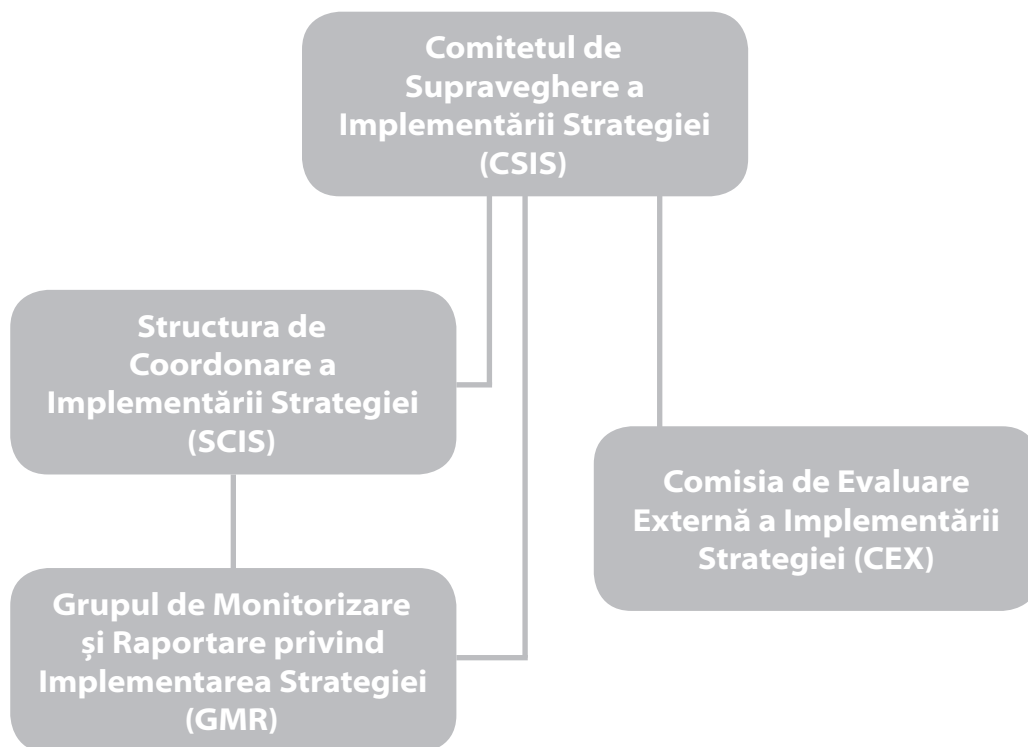 Comitetul de
Supraveghere a
Implementării Strategiei
(CSIS)
Structura de
Coordonare a
Implementării Strategiei
(SCIS)
Comisia de Evaluare
Externă a Implementării
Strategiei (CEX)
Grupul de Monitorizare
și Raportare privind
Implementarea Strategiei
(GMR)